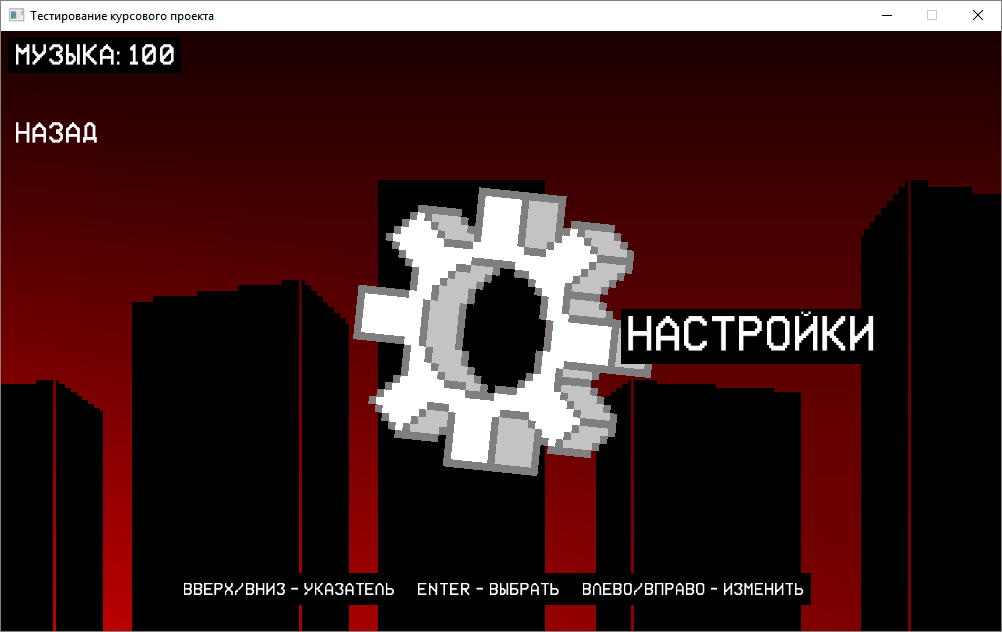 Тестирование курсового проекта
МУЗЫКА: 100
НАЗАД
НАСТРОЙКИ
ВВЕРХ/ВНИЗ - УКАЗАТЕЛЬ ENTER - ВЫБРАТЬ ВЛЕВО/ВПРАВО - ИЗМЕНИТЬ